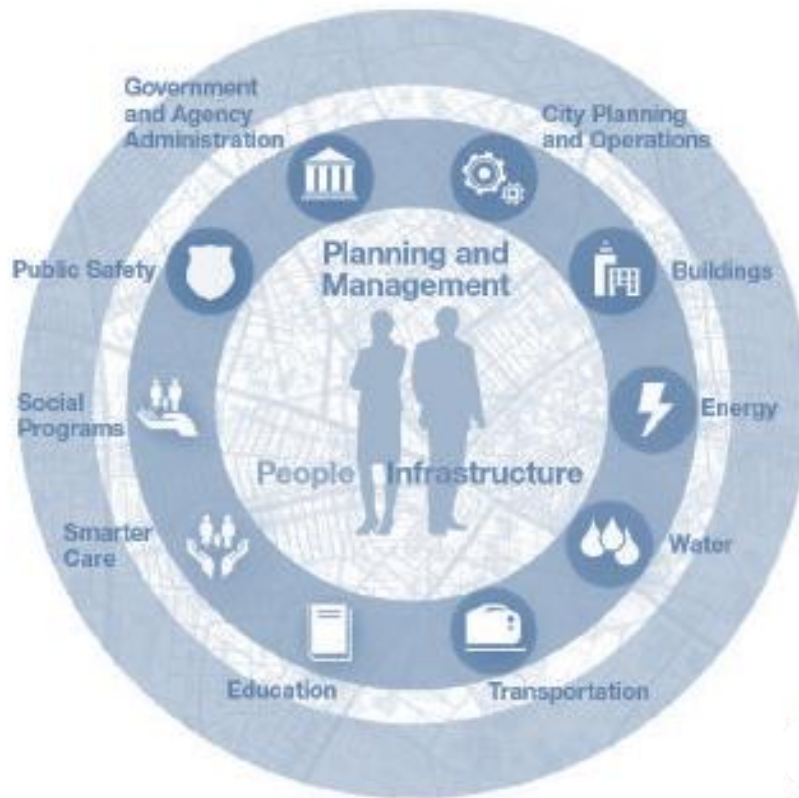 Government
and Agency
Administration
City Planning
and Operations
Public Safety
Planning and
Management
Buildings
Social
Programs
Energy
People Infrastructure
Smarter
Care
Water
Education
Transportation